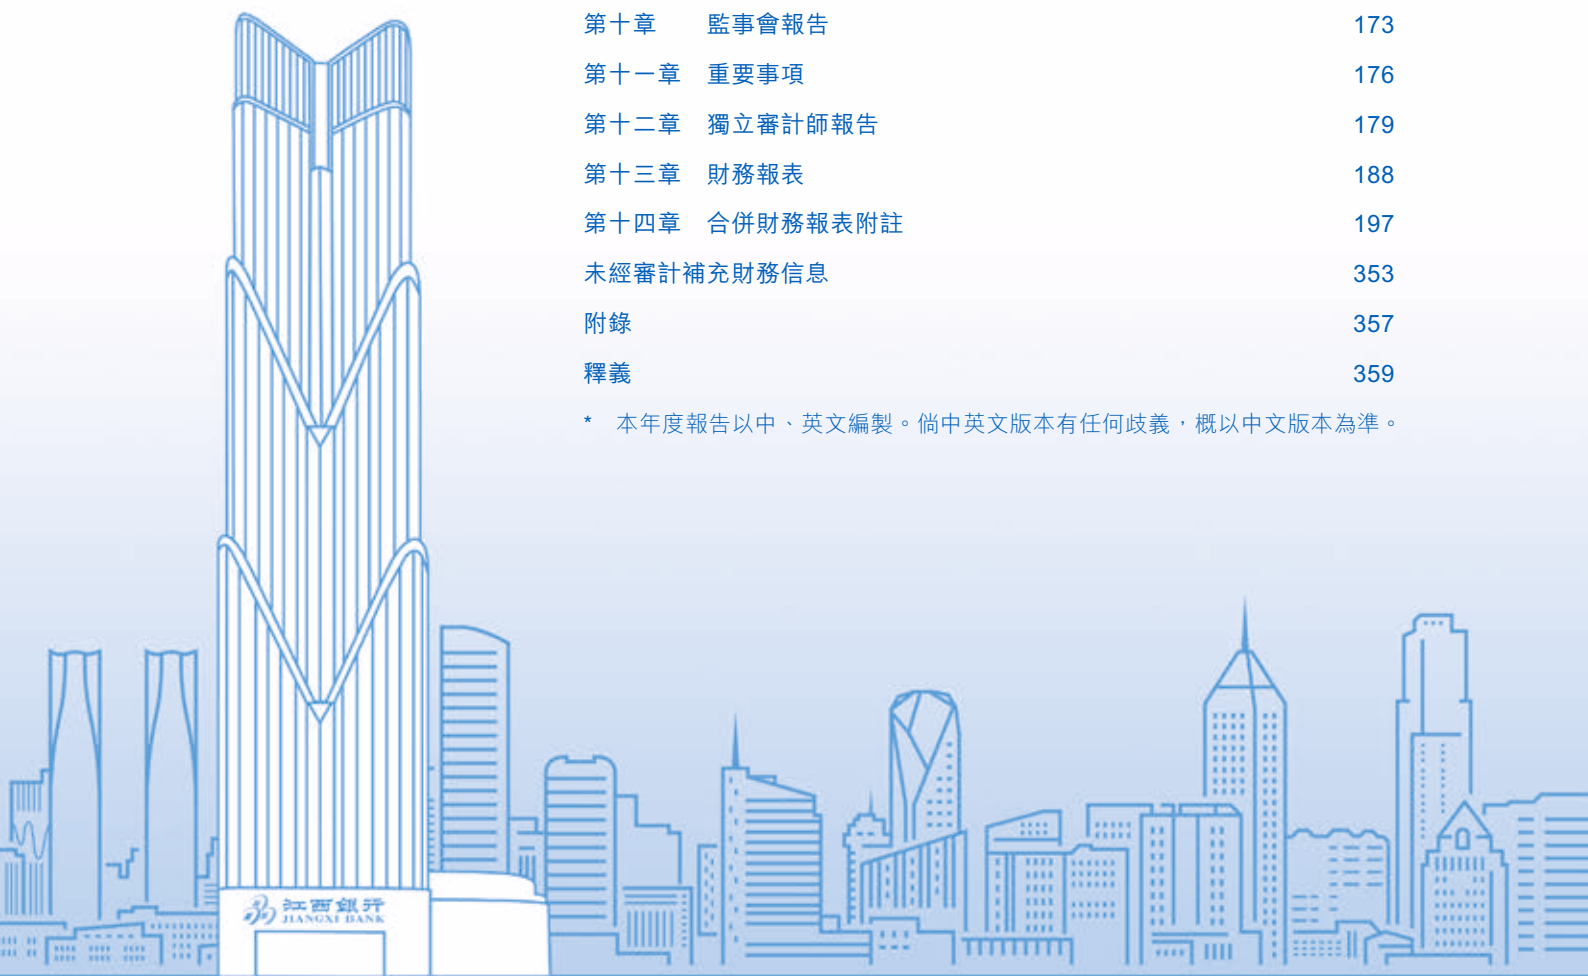 第十章 監事會報告 173
第十一章 重要事項 176
第十二章 獨立審計師報告 179
第十三章 財務報表 188
第十四章 合併財務報表附註 197
未經審計補充財務信息 353
附錄 357
釋義 359
* 本年度報告以中、英文編製。倘中英文版本有任何歧義，概以中文版本為準。
江西銀行
JIANGXI BANK